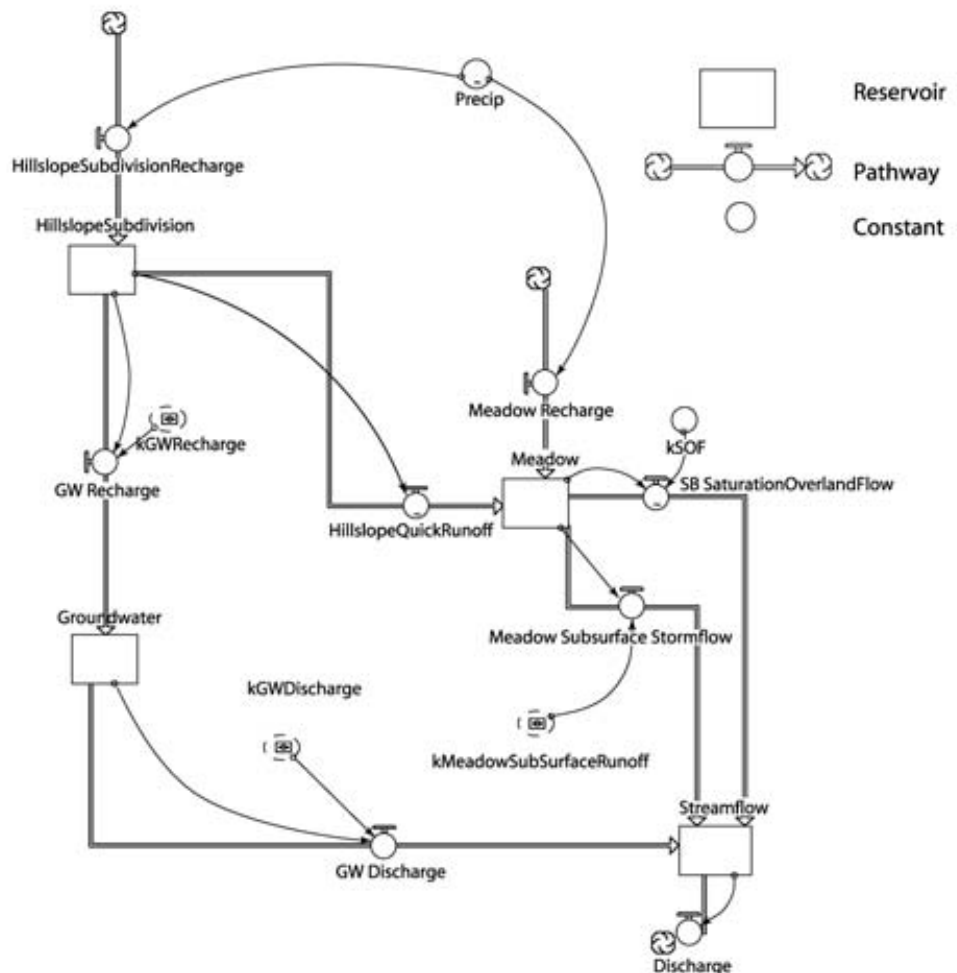 Precip
Reservoir
HillslopeSubdivisionRecharge
Pathway
HillslopeSubdivision
Constant
Meadow Recharge
kGWRecharge
kSOF
GW Recharge
Meadow
SB SaturationOverlandFlow
HillslopeQuickRunoff
Groundwater
Meadow Subsurface Stormflow
kGWDischarge
kMeadowSubSurfaceRunoff
Streamflow
GW Discharge
Discharge